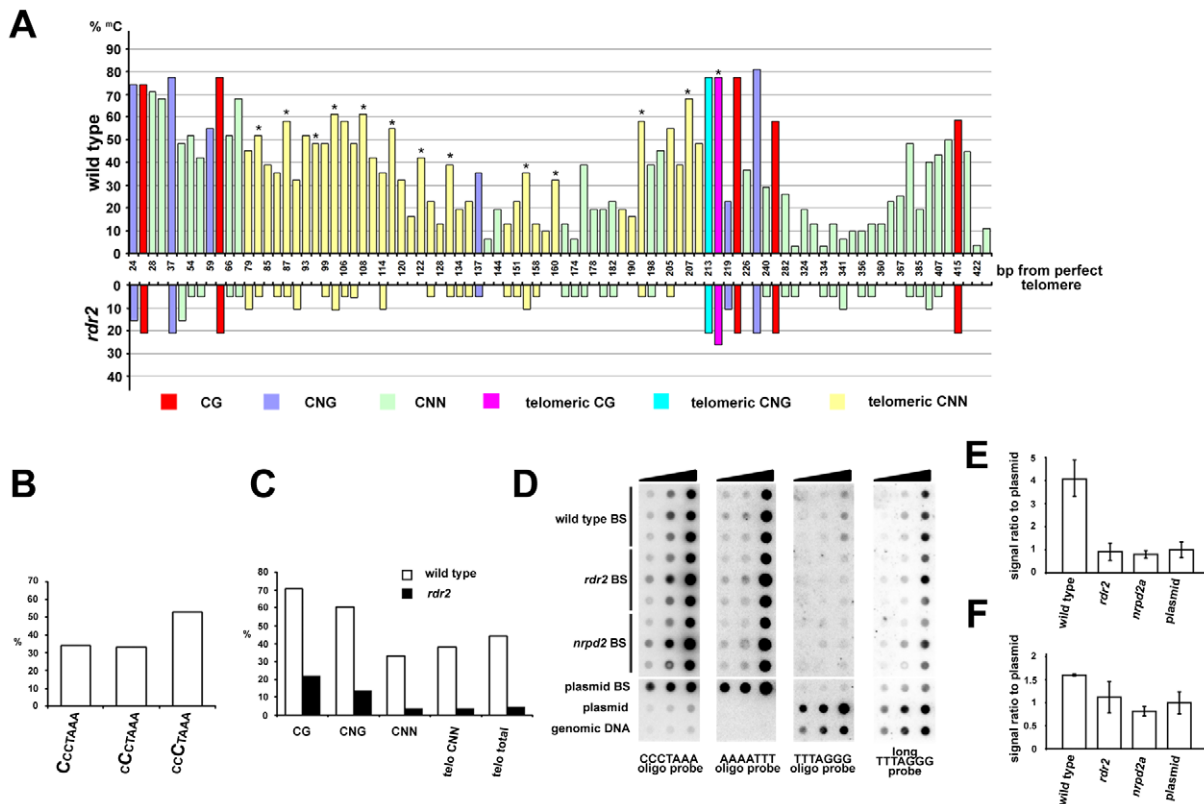 A
% ᵐC
90
80
70
60
50
40
30
20
10
0
wild type
* * * * * * * * * * * * *
24 28 37 54 59 66 79 87 93 99 106 108 114 120 122 128 134 137 144 151 158 160 174 178 182 190 198 205 207 213 219 226 240 282 324 334 341 356 360 367 385 407 415 422
bp from perfect
telomere
0
10
20
30
40
rdr2
CG CNG CNN telomeric CG telomeric CNG telomeric CNN
B
70
60
50
40
30
20
10
0
%
CCCTAAA CCCTAAA CCCTAAA
C
80
70
60
50
40
30
20
10
0
%
wild type
rdr2
CG CNG CNN telo CNN telo total
D
wild type BS
rdr2 BS
nrpd2 BS
plasmid BS
plasmid
genomic DNA
CCCTAAA
oligo probe
AAAATTT
oligo probe
TTTAGGG
oligo probe
long
TTTAGGG
probe
E
signal ratio to plasmid
5
4
3
2
1
0
wild type rdr2 nrpd2a plasmid
F
signal ratio to plasmid
2
1.5
1
0.5
0
wild type rdr2 nrpd2a plasmid